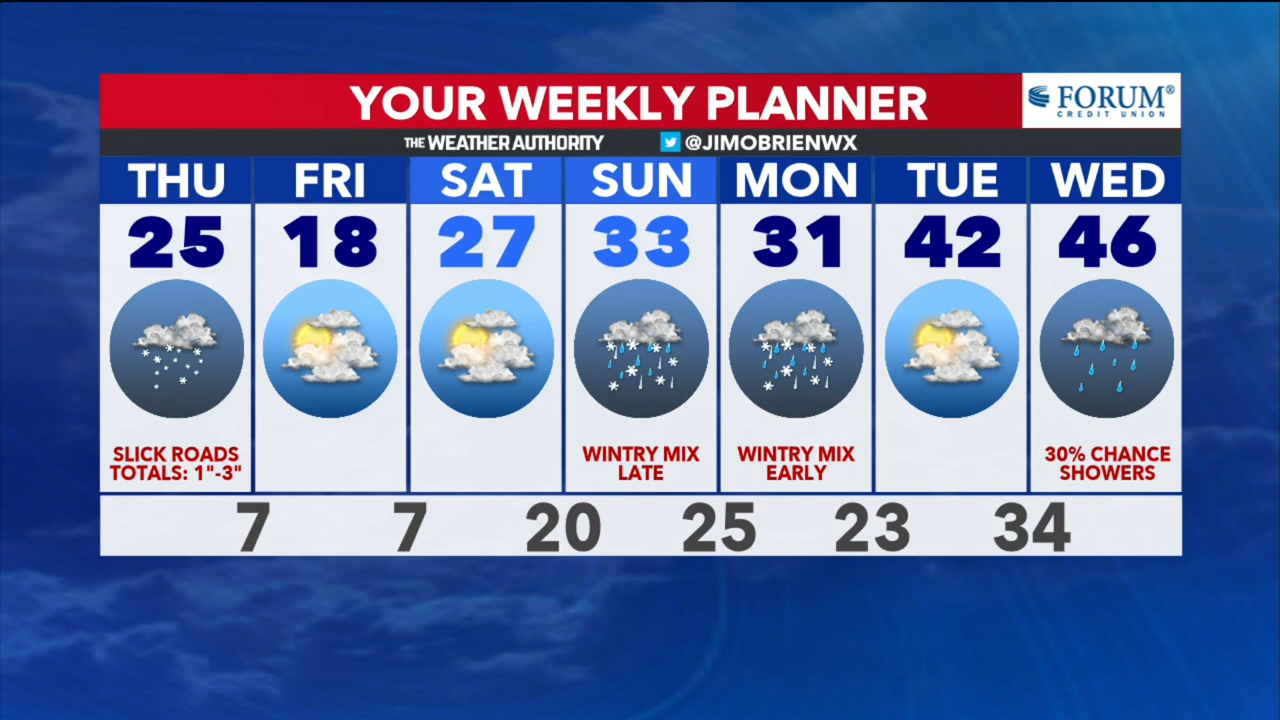 YOUR WEEKLY PLANNER
FORUM®
CREDIT UNION
THE WEATHER AUTHORITY @JIMOBRIENWX
THU FRI SAT SUN MON TUE WED
25 18 27 33 31 42 46
SLICK ROADS WINTRY MIX WINTRY MIX 30% CHANCE
TOTALS: 1"-3" LATE EARLY SHOWERS
7 7 20 25 23 34